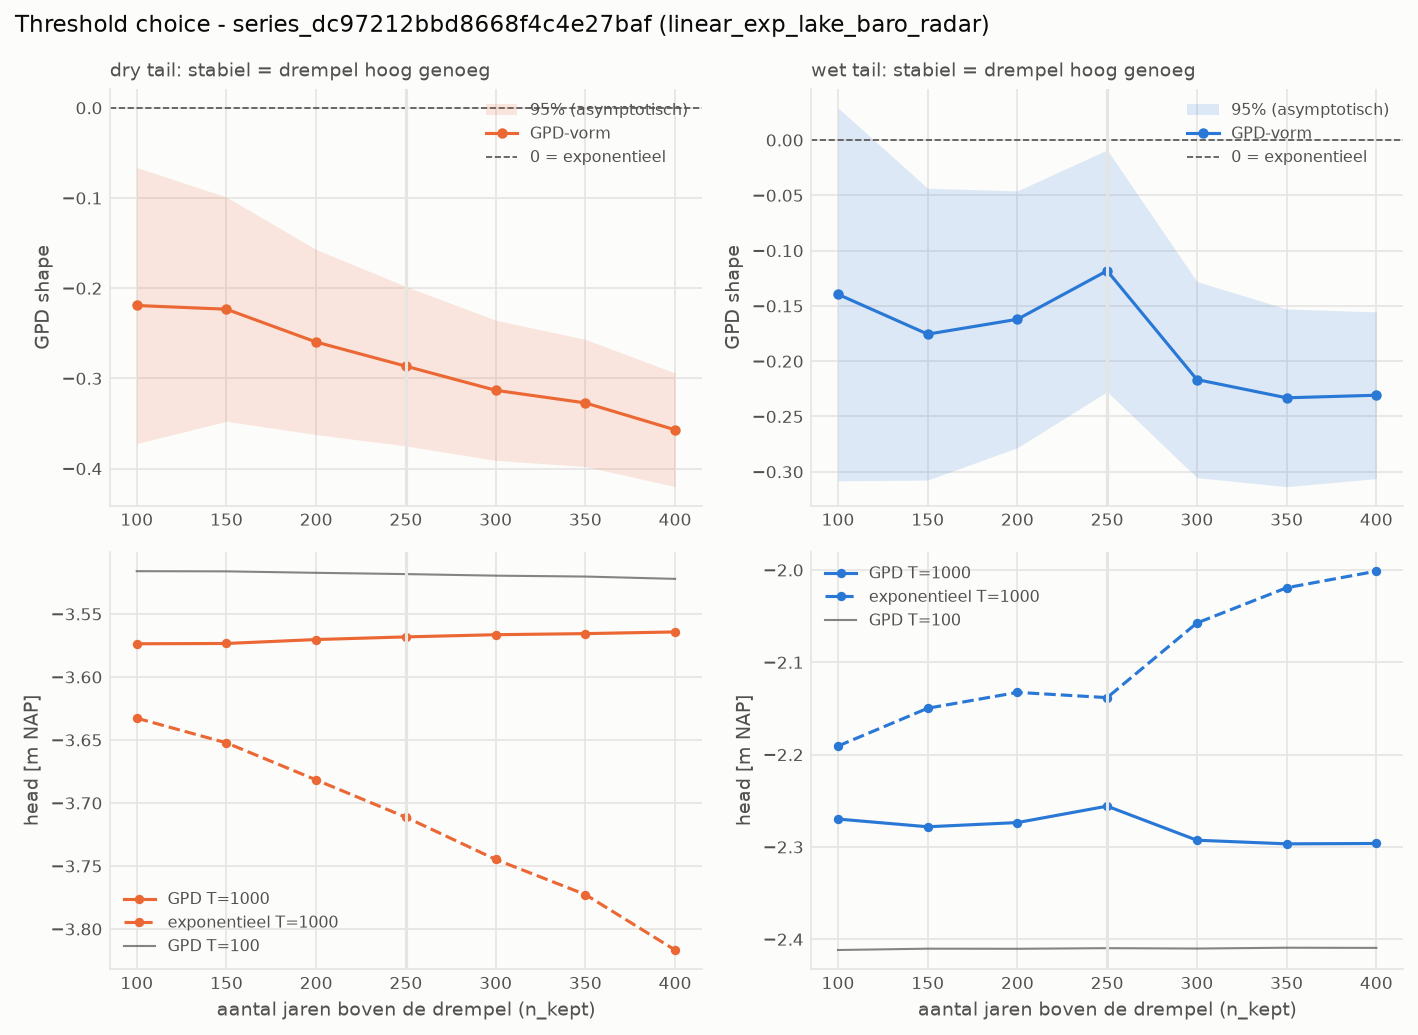 Threshold choice - series_dc97212bbd8668f4c4e27baf (linear_exp_lake_baro_radar)
dry tail: stabiel = drempel hoog genoeg
95% (asymptotisch)
GPD-vorm
0 = exponentieel
GPD shape
0.0
−0.1
−0.2
−0.3
−0.4
100 150 200 250 300 350 400
wet tail: stabiel = drempel hoog genoeg
95% (asymptotisch)
GPD-vorm
0 = exponentieel
GPD shape
0.00
−0.05
−0.10
−0.15
−0.20
−0.25
−0.30
100 150 200 250 300 350 400
head [m NAP]
−3.55
−3.60
−3.65
−3.70
−3.75
−3.80
GPD T=1000
exponentieel T=1000
GPD T=100
100 150 200 250 300 350 400
aantal jaren boven de drempel (n_kept)
GPD T=1000
exponentieel T=1000
GPD T=100
head [m NAP]
−2.0
−2.1
−2.2
−2.3
−2.4
100 150 200 250 300 350 400
aantal jaren boven de drempel (n_kept)